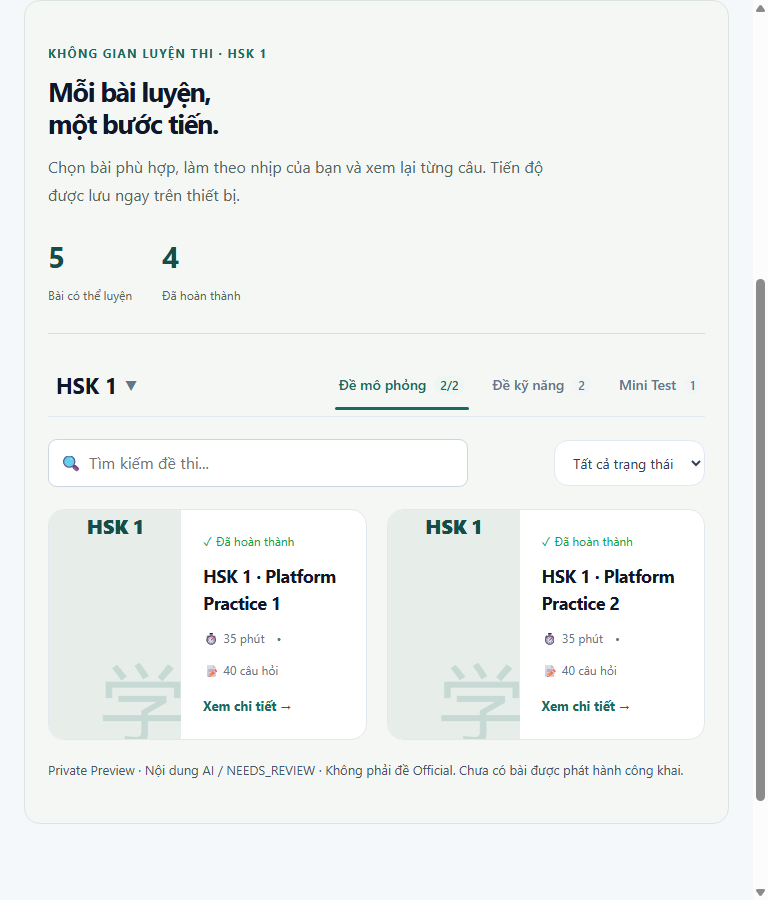 KHÔNG GIAN LUYỆN THI · HSK 1
Mỗi bài luyện,
một bước tiến.
Chọn bài phù hợp, làm theo nhịp của bạn và xem lại từng câu. Tiến độ
được lưu ngay trên thiết bị.
5 4
Bài có thể luyện Đã hoàn thành
HSK 1 ▼ Đề mô phỏng 2/2 Đề kỹ năng 2 Mini Test 1
🔍 Tìm kiếm đề thi... Tất cả trạng thái
HSK 1
学
✓ Đã hoàn thành
HSK 1 · Platform
Practice 1
⏱ 35 phút •
📝 40 câu hỏi
Xem chi tiết →
HSK 1
学
✓ Đã hoàn thành
HSK 1 · Platform
Practice 2
⏱ 35 phút •
📝 40 câu hỏi
Xem chi tiết →
Private Preview · Nội dung AI / NEEDS_REVIEW · Không phải đề Official. Chưa có bài được phát hành công khai.